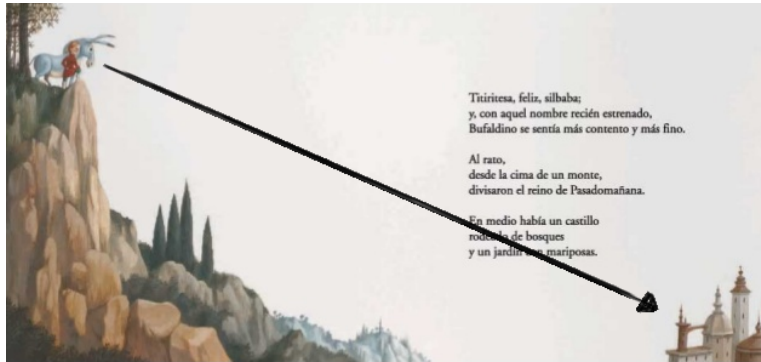 Titiritesa, feliz, silbaba;
y, con aquel nombre recién estrenado,
Bufaldino se sentía más contento y más fino.
Al rato,
desde la cima de un monte,
divisaron el reino de Pasadomañana.
En medio había un castillo
rodeado de bosques
y un jardín con mariposas.